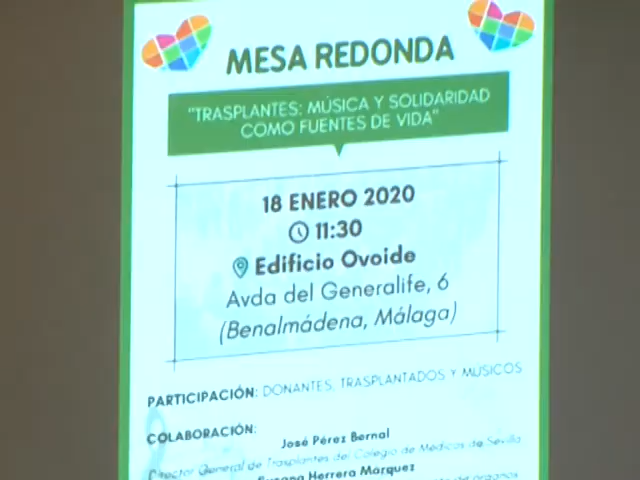 MESA REDONDA
"TRASPLANTES: MÚSICA Y SOLIDARIDAD
COMO FUENTES DE VIDA"
18 ENERO 2020
11:30
Edificio Ovoide
Avda del Generalife, 6
(Benalmádena, Málaga)
PARTICIPACIÓN: DONANTES, TRASPLANTADOS Y MÚSICOS
COLABORACIÓN:
José Pérez Bernal
Director General de Trasplantes del Colegio de Médicos de Sevilla
Herrera Márquez